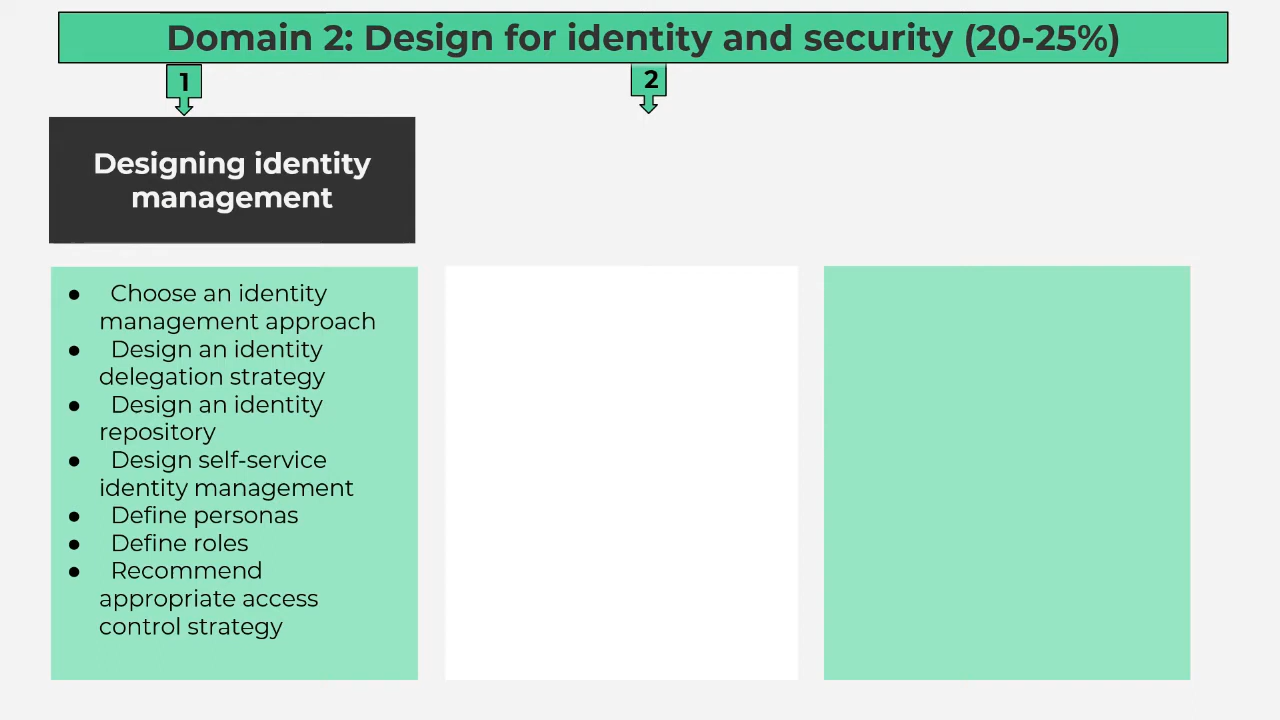 Domain 2: Design for identity and security (20-25%)
1
2
Designing identity
management
● Choose an identity
management approach
● Design an identity
delegation strategy
● Design an identity
repository
● Design self-service
identity management
● Define personas
● Define roles
● Recommend
appropriate access
control strategy